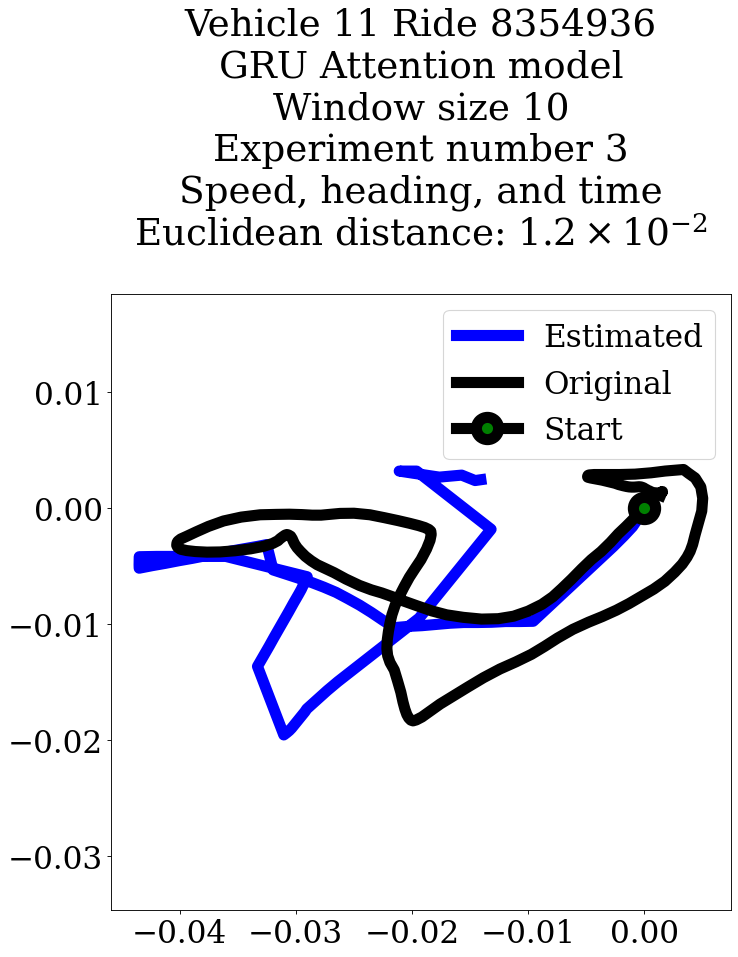 Vehicle 11 Ride 8354936
GRU Attention model
Window size 10
Experiment number 3
Speed, heading, and time
Euclidean distance: 1.2 × 10⁻²
Estimated
Original
Start
0.01
0.00
−0.01
−0.02
−0.03
−0.04 −0.03 −0.02 −0.01 0.00